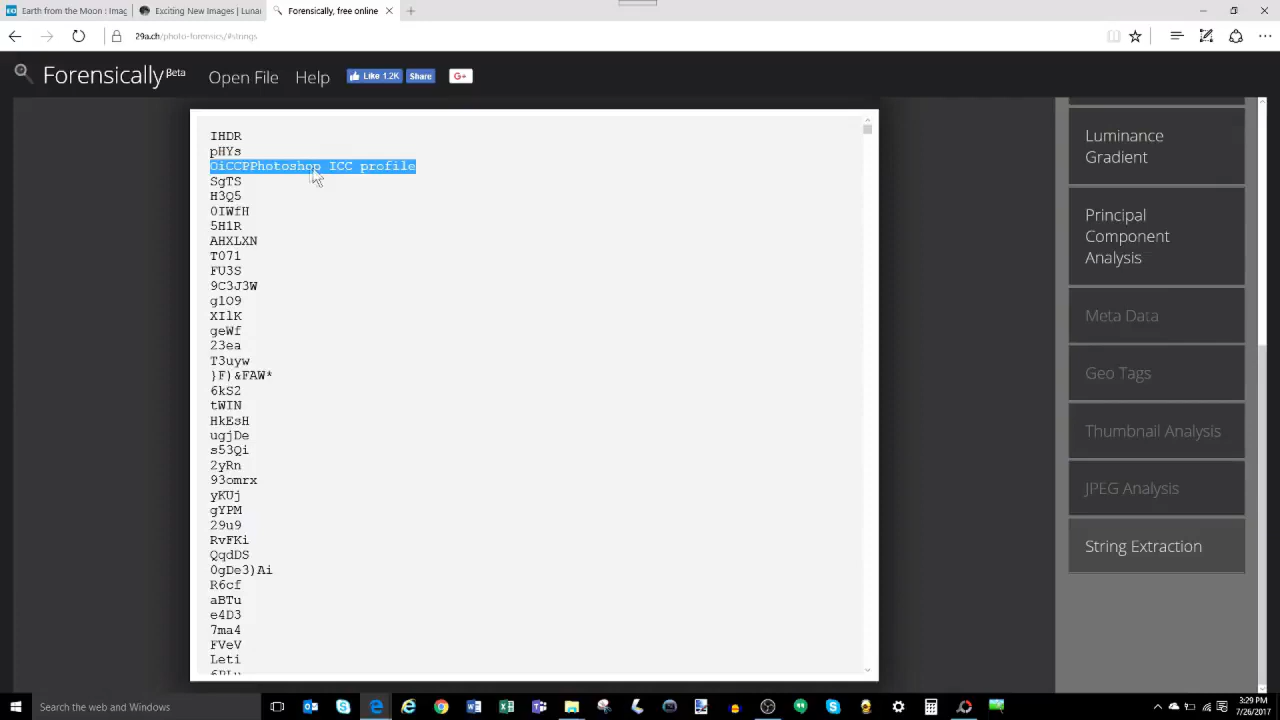 Earth from the Moon : Imag
Exciting New Images | Lunar
Forensically, free online
29a.ch/photo-forensics/#strings
Forensically Beta
Open File
Help
Like 1.2K
Share
G+
IHDR
pHYs
OiCCPPhotoshop ICC profile
SgTS
H3Q5
0IWfH
5H1R
AHXLXN
T071
FU3S
9C3J3W
glO9
XIlK
geWf
23ea
T3uyw
}F)&FAW*
6kS2
tWIN
HkEsH
ugjDe
s53Qi
2yRn
93omrx
yKUj
gYPM
29u9
RvFKi
QqdDS
0gDe3)Ai
R6cf
aBTu
e4D3
7ma4
FVeV
Leti
Luminance
Gradient
Principal
Component
Analysis
Meta Data
Geo Tags
Thumbnail Analysis
JPEG Analysis
String Extraction
Search the web and Windows
3:29 PM
7/26/2017